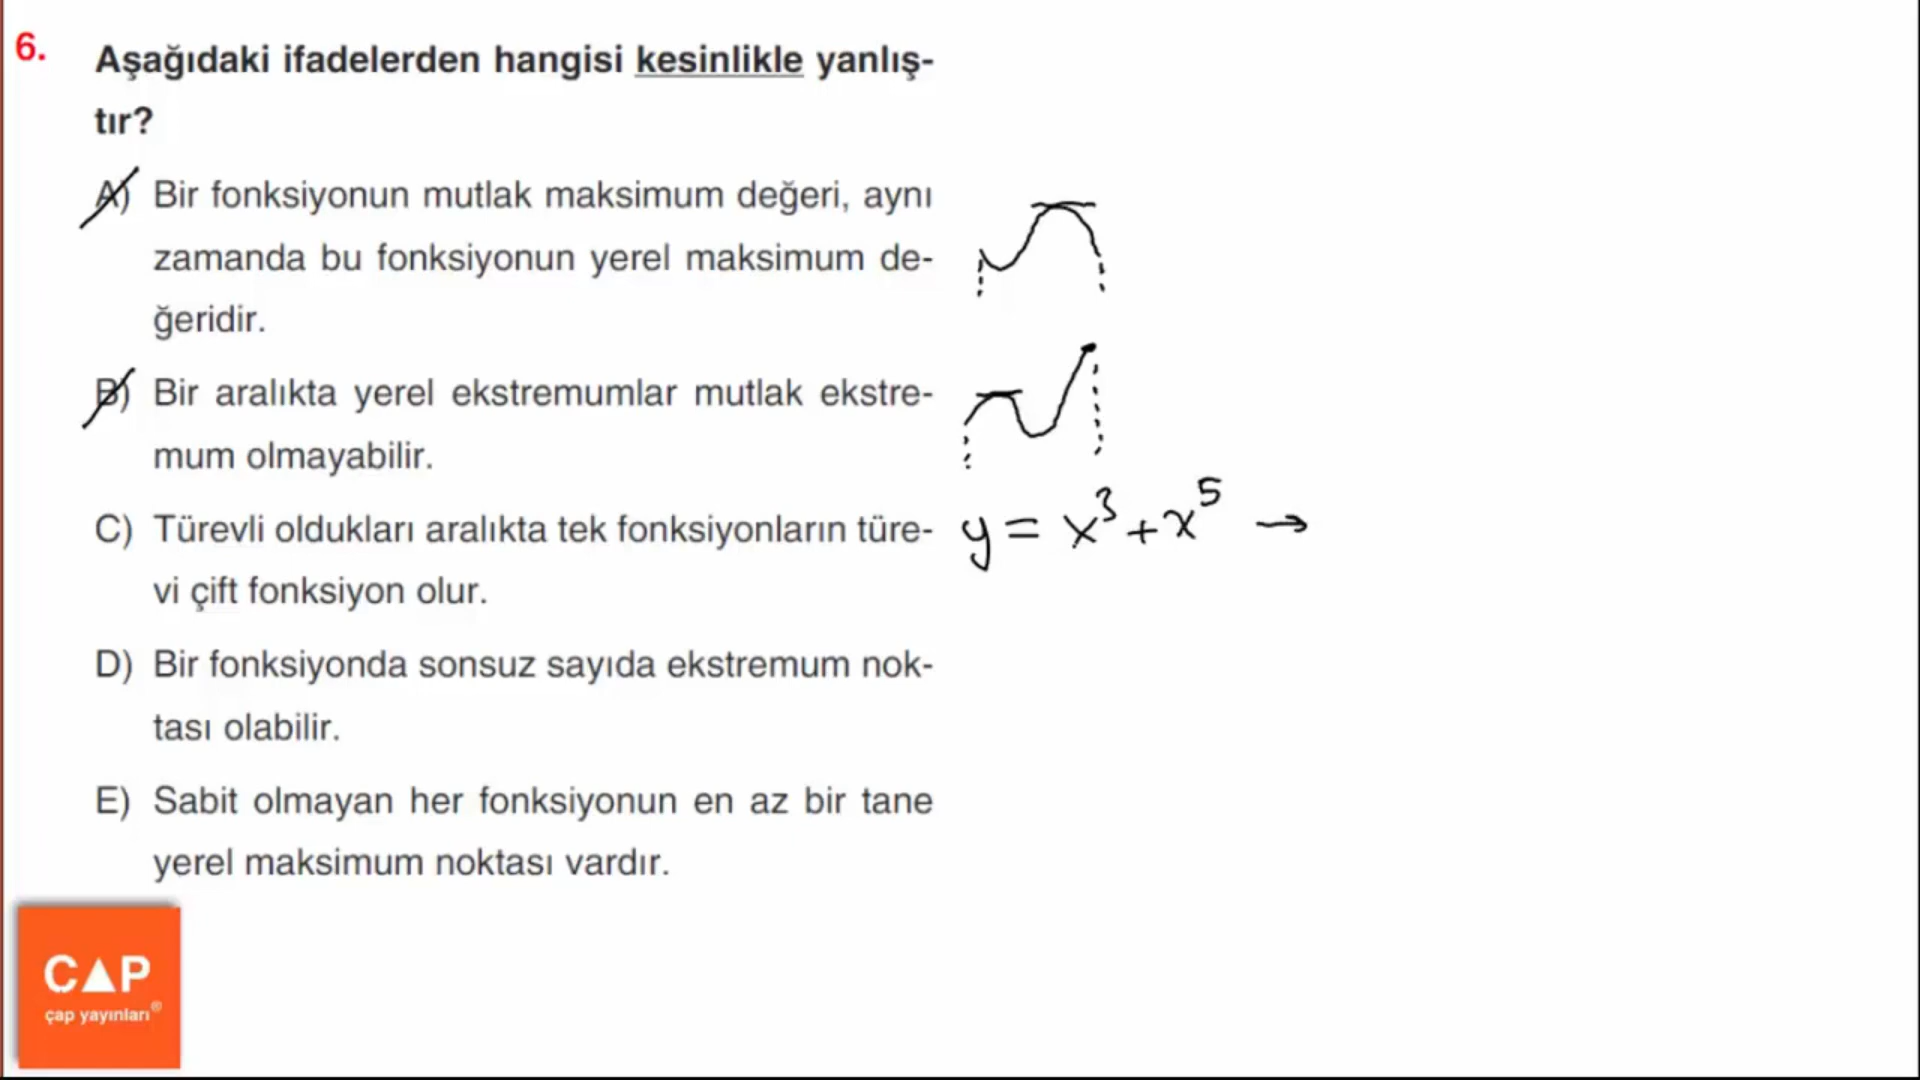 6.
Aşağıdaki ifadelerden hangisi kesinlikle yanlış-
tır?
A) Bir fonksiyonun mutlak maksimum değeri, aynı
zamanda bu fonksiyonun yerel maksimum de-
ğeridir.
B) Bir aralıkta yerel ekstremumlar mutlak ekstre-
mum olmayabilir.
C) Türevli oldukları aralıkta tek fonksiyonların türe-
vi çift fonksiyon olur.
y = x³ + x⁵ →
D) Bir fonksiyonda sonsuz sayıda ekstremum nok-
tası olabilir.
E) Sabit olmayan her fonksiyonun en az bir tane
yerel maksimum noktası vardır.
ÇAP
çap yayınları®